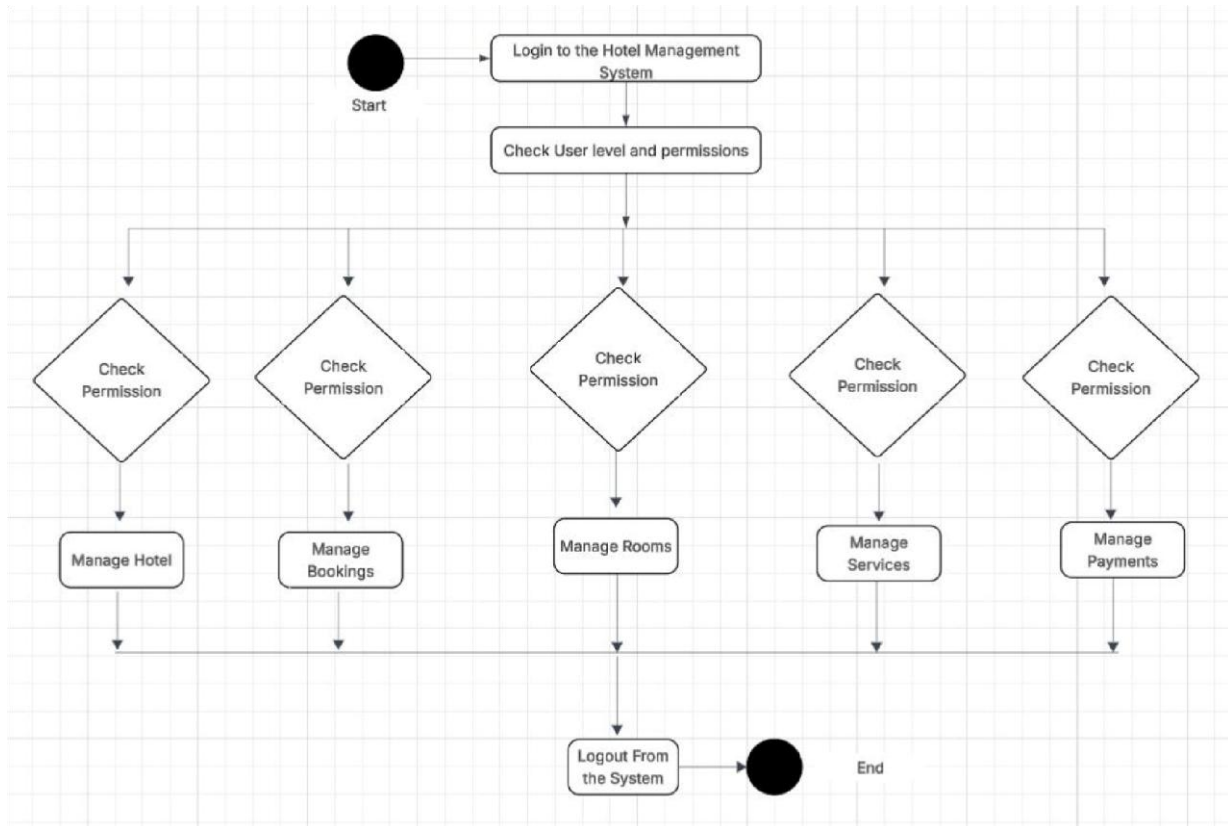 Login to the Hotel Management
System
Start
Check User level and permissions
Check
Permission
Check
Permission
Check
Permission
Check
Permission
Check
Permission
Manage Hotel
Manage
Bookings
Manage Rooms
Manage
Services
Manage
Payments
Logout From
the System
End